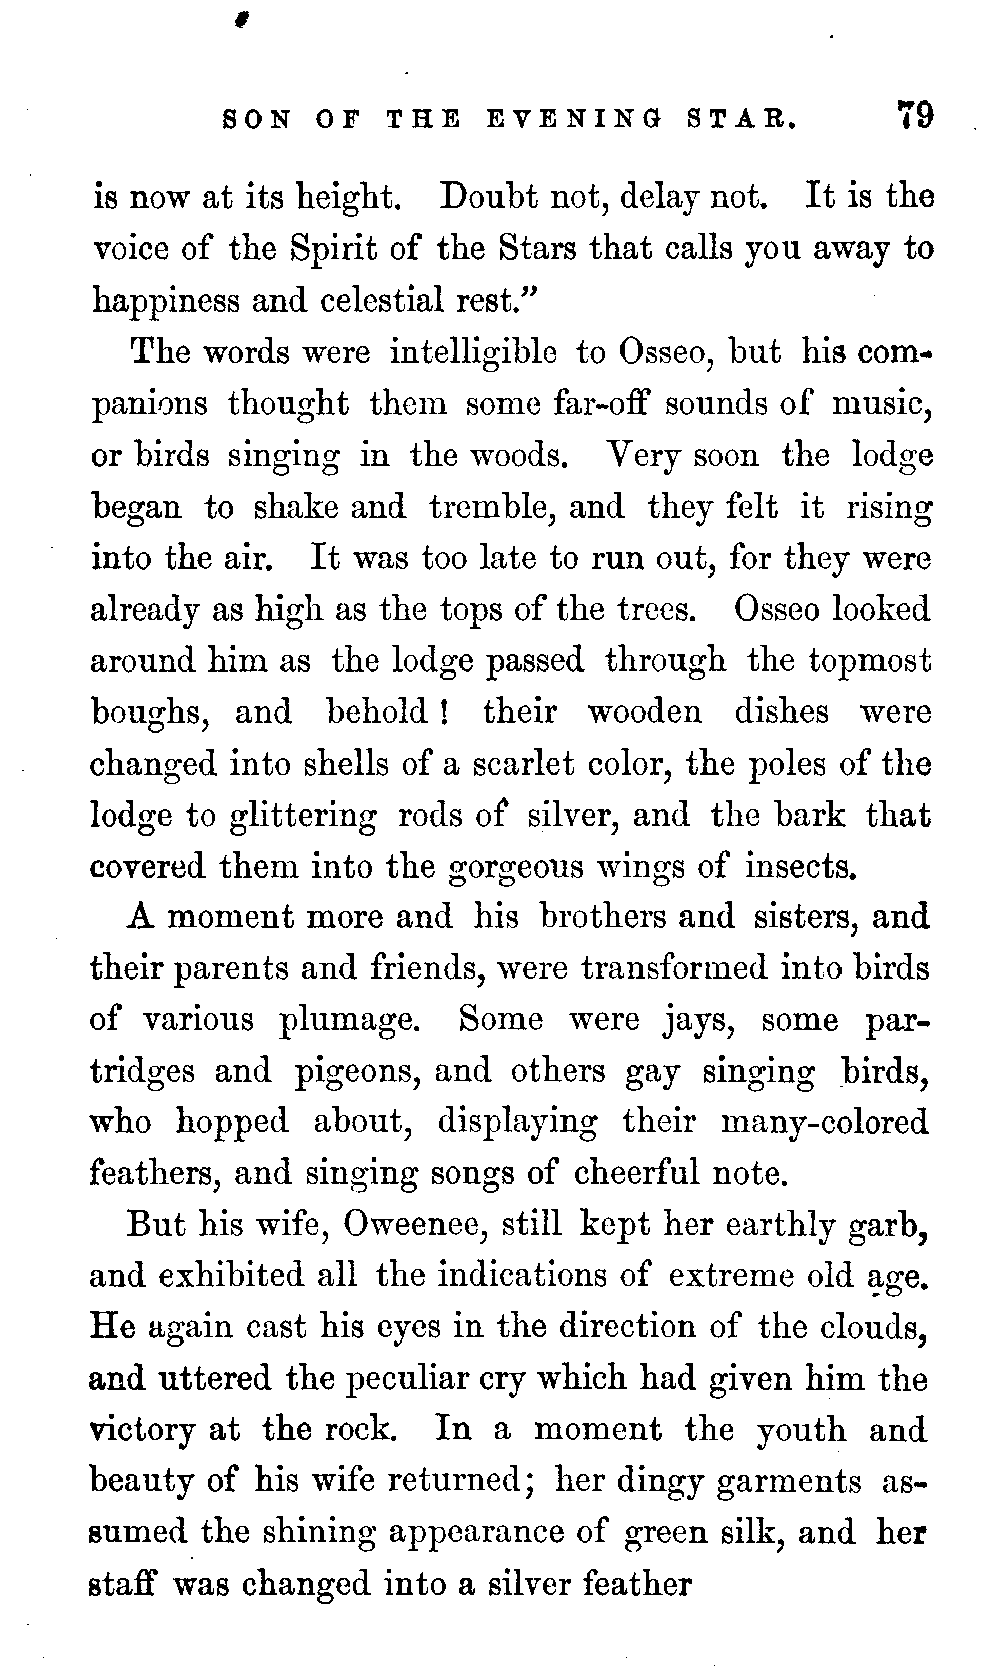 SON OF THE EVENING STAR. 79
is now at its height. Doubt not, delay not. It is the
voice of the Spirit of the Stars that calls you away to
happiness and celestial rest.”
The words were intelligible to Osseo, but his com-
panions thought them some far-off sounds of music,
or birds singing in the woods. Very soon the lodge
began to shake and tremble, and they felt it rising
into the air. It was too late to run out, for they were
already as high as the tops of the trees. Osseo looked
around him as the lodge passed through the topmost
boughs, and behold ! their wooden dishes were
changed into shells of a scarlet color, the poles of the
lodge to glittering rods of silver, and the bark that
covered them into the gorgeous wings of insects.
A moment more and his brothers and sisters, and
their parents and friends, were transformed into birds
of various plumage. Some were jays, some par-
tridges and pigeons, and others gay singing birds,
who hopped about, displaying their many-colored
feathers, and singing songs of cheerful note.
But his wife, Oweenee, still kept her earthly garb,
and exhibited all the indications of extreme old age.
He again cast his eyes in the direction of the clouds,
and uttered the peculiar cry which had given him the
victory at the rock. In a moment the youth and
beauty of his wife returned; her dingy garments as-
sumed the shining appearance of green silk, and her
staff was changed into a silver feather